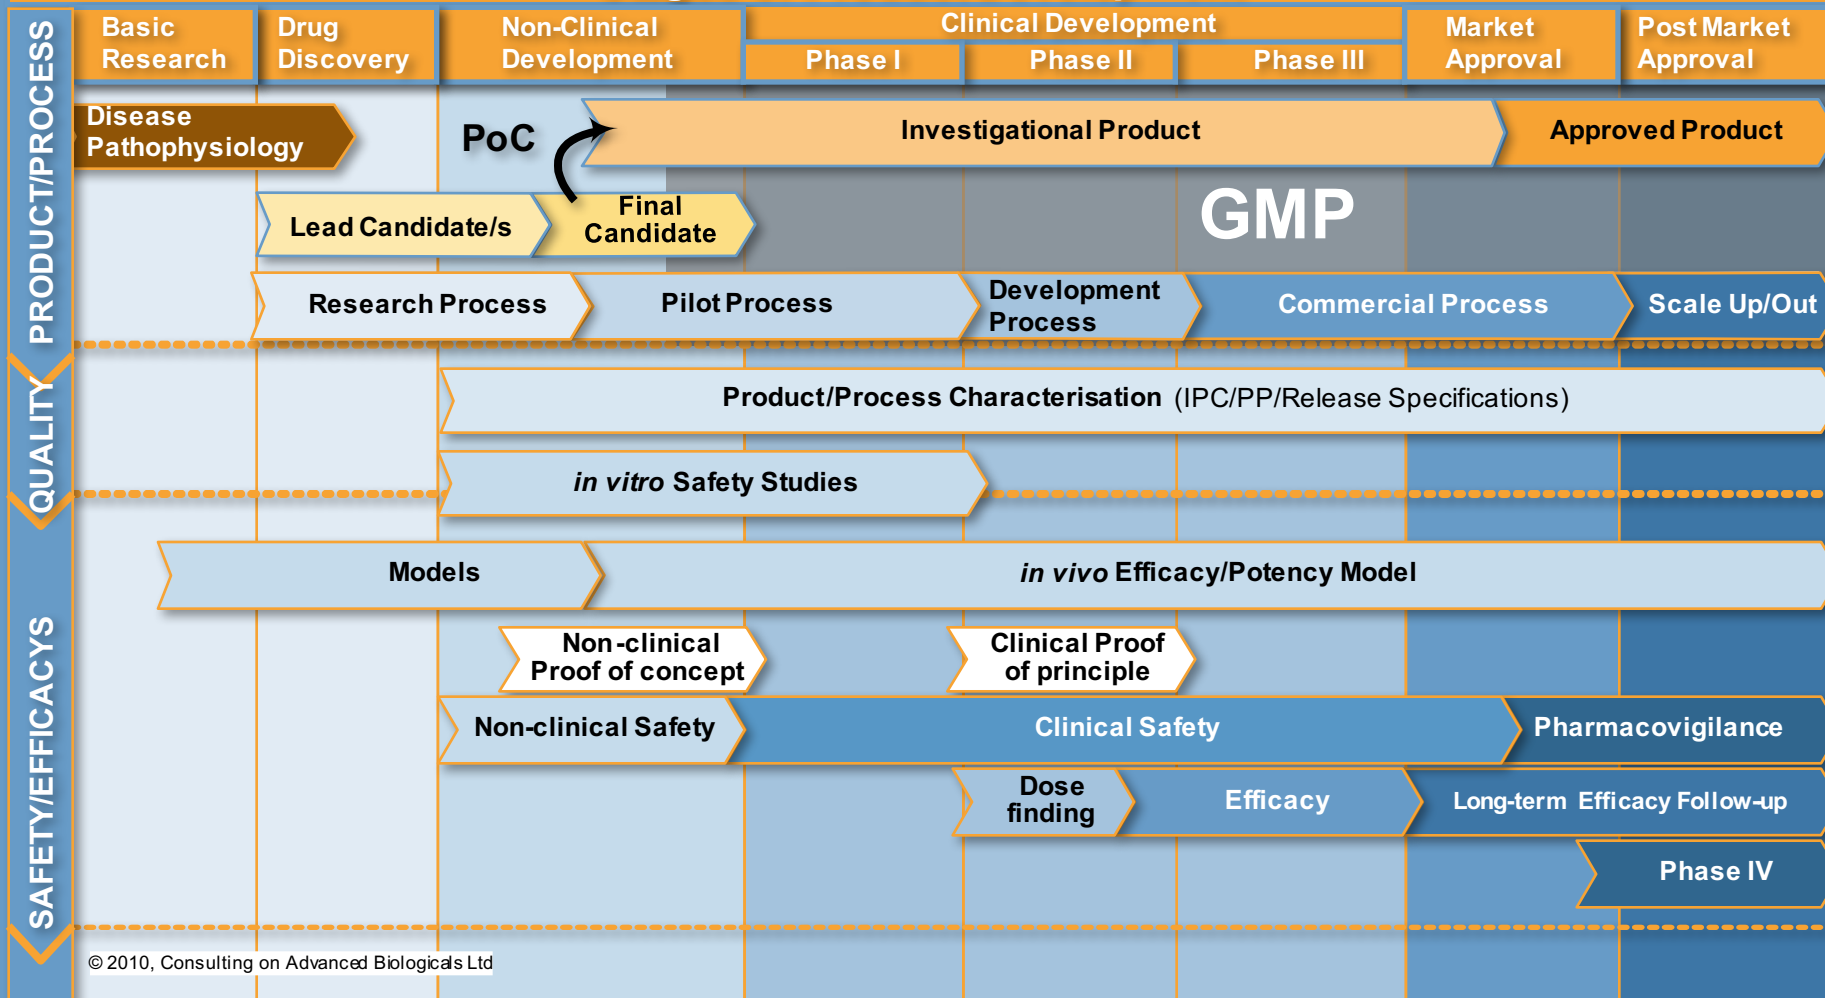 Basic
Research
Drug
Discovery
Non-Clinical
Development
Clinical Development
Phase I
Phase II
Phase III
Market
Approval
Post Market
Approval
PRODUCT/PROCESS
Disease
Pathophysiology
PoC
Investigational Product
Approved Product
Lead Candidate/s
Final
Candidate
GMP
Research Process
Pilot Process
Development
Process
Commercial Process
Scale Up/Out
QUALITY
Product/Process Characterisation (IPC/PP/Release Specifications)
in vitro Safety Studies
SAFETY/EFFICACYS
Models
in vivo Efficacy/Potency Model
Non-clinical
Proof of concept
Clinical Proof
of principle
Non-clinical Safety
Clinical Safety
Pharmacovigilance
Dose
finding
Efficacy
Long-term Efficacy Follow-up
Phase IV
© 2010, Consulting on Advanced Biologicals Ltd